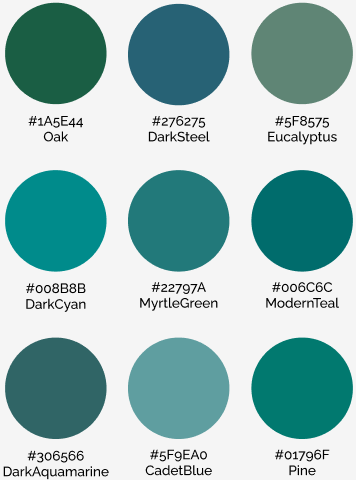 #1A5E44
Oak
#276275
DarkSteel
#5F8575
Eucalyptus
#008B8B
DarkCyan
#22797A
MyrtleGreen
#006C6C
ModernTeal
#306566
DarkAquamarine
#5F9EA0
CadetBlue
#01796F
Pine